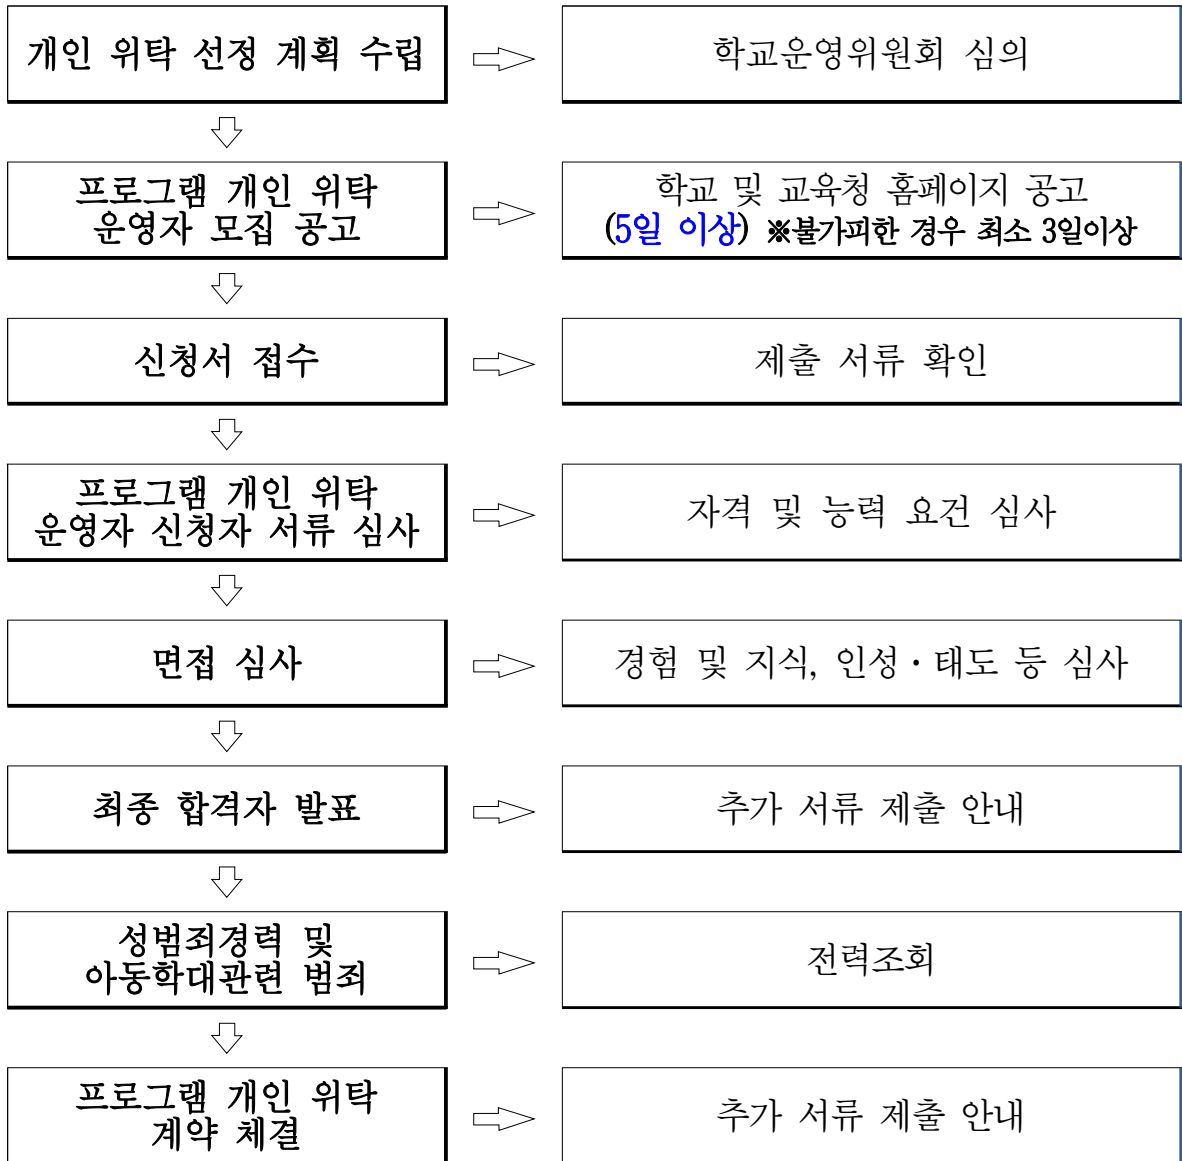 개인 위탁 선정 계획 수립
학교운영위원회 심의
프로그램 개인 위탁
운영자 모집 공고
학교 및 교육청 홈페이지 공고
(5일 이상) ※불가피한 경우 최소 3일이상
신청서 접수
제출 서류 확인
프로그램 개인 위탁
운영자 신청자 서류 심사
자격 및 능력 요건 심사
면접 심사
경험 및 지식, 인성·태도 등 심사
최종 합격자 발표
추가 서류 제출 안내
성범죄경력 및
아동학대관련 범죄
전력조회
프로그램 개인 위탁
계약 체결
추가 서류 제출 안내